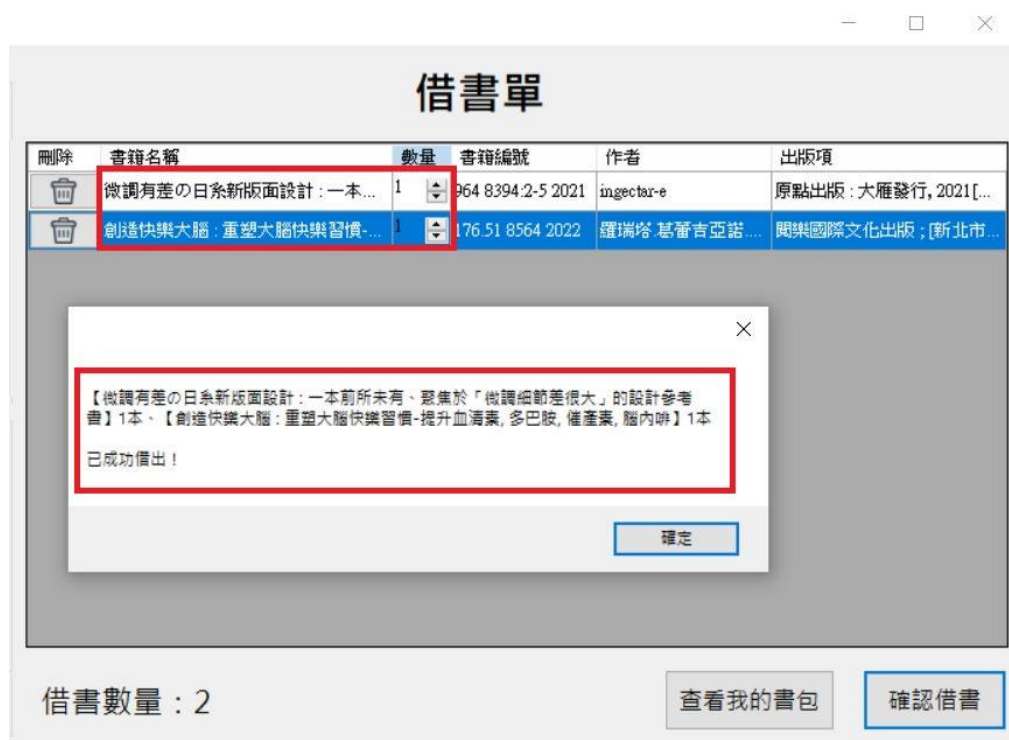 借書單
刪除 書籍名稱 數量 書籍編號 作者 出版項
微調有差の日系新版面設計 : 一本... 1 964 8394:2-5 2021 ingectar-e 原點出版 : 大雁發行, 2021[...
創造快樂大腦 : 重塑大腦快樂習慣-... 1 176.51 8564 2022 羅瑞塔.葛蕾吉亞諾.... 閱樂國際文化出版 ; [新北市...
【微調有差の日系新版面設計 : 一本前所未有、聚焦於「微調細節差很大」的設計參考
書】1本、【創造快樂大腦 : 重塑大腦快樂習慣-提升血清素, 多巴胺, 催產素, 腦內啡】1本
已成功借出！
確定
借書數量：2 查看我的書包 確認借書